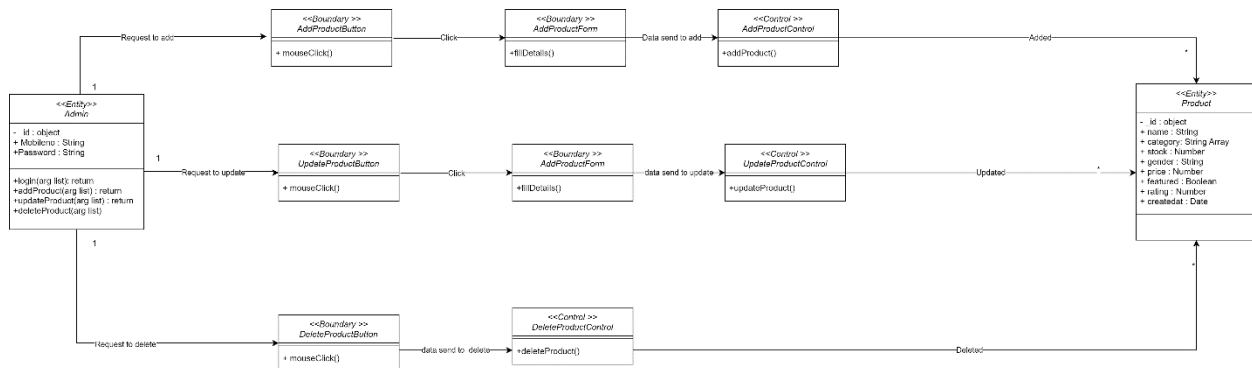 <<Boundary >>
AddProductButton
+ mouseClick()
<<Boundary >>
AddProductForm
+fillDetails()
<<Control >>
AddProductControl
+addProduct()
Request to add
Click
Data send to add
Added
1
*
<<Entity>>
Admin
- _id : object
+ Mobileno : String
+Password : String
+login(arg list): return
+addProduct(arg list) : return
+updateProduct(arg list) : return
+deleteProduct(arg list)
<<Entity>>
Product
- _id : object
+ name : String
+ category: String Array
+ stock : Number
+ gender : String
+ price : Number
+ featured : Boolean
+ rating : Number
+ createdat : Date
1
Request to update
<<Boundary >>
UpdateProductButton
+ mouseClick()
Click
<<Boundary >>
AddProductForm
+fillDetails()
data send to update
<<Control >>
UpdateProductControl
+updateProduct()
Updated
*
1
Request to delete
<<Boundary >>
DeleteProductButton
+ mouseClick()
data send to delete
<<Control >>
DeleteProductControl
+deleteProduct()
Deleted
*